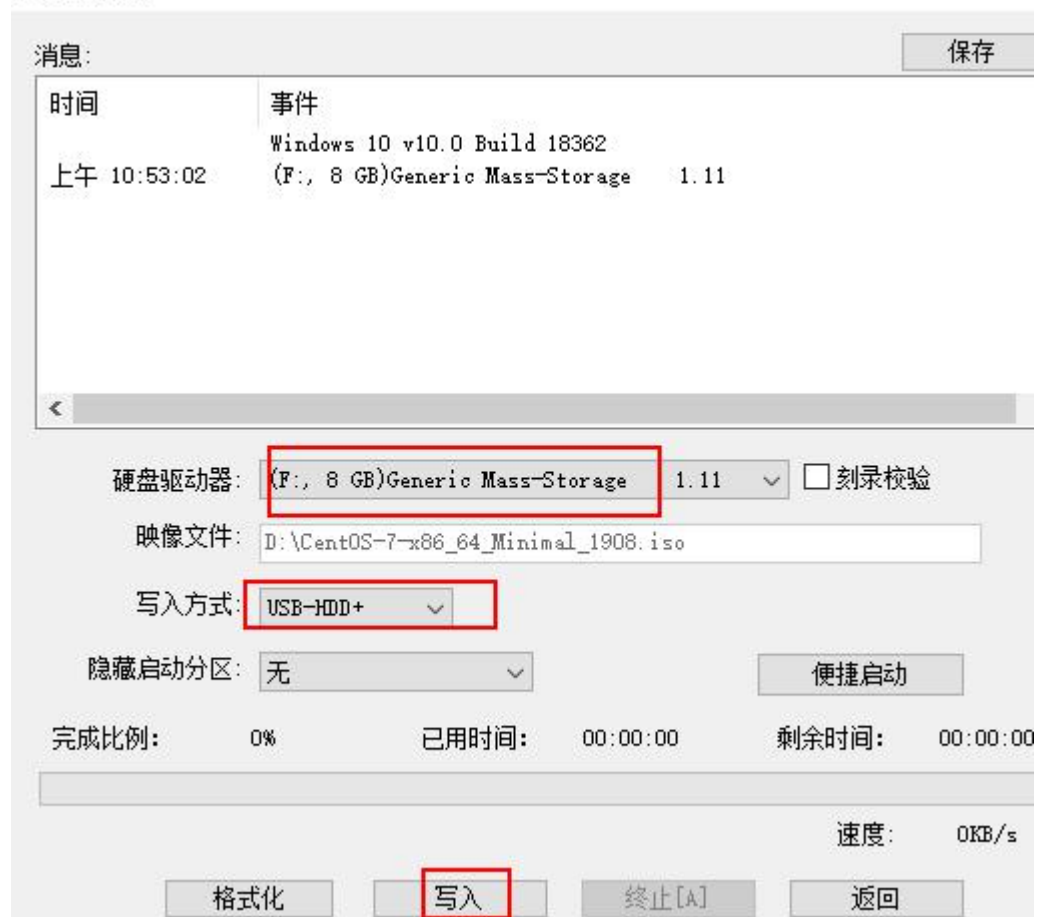 消息: 保存
时间 事件
Windows 10 v10.0 Build 18362
上午 10:53:02 (F:, 8 GB)Generic Mass-Storage 1.11
<
硬盘驱动器: (F:, 8 GB)Generic Mass-Storage 1.11 刻录校验
映像文件: D:\CentOS-7-x86_64_Minimal_1908.iso
写入方式: USB-HDD+
隐藏启动分区: 无 便捷启动
完成比例: 0% 已用时间: 00:00:00 剩余时间: 00:00:00
速度: 0KB/s
格式化 写入 终止[A] 返回